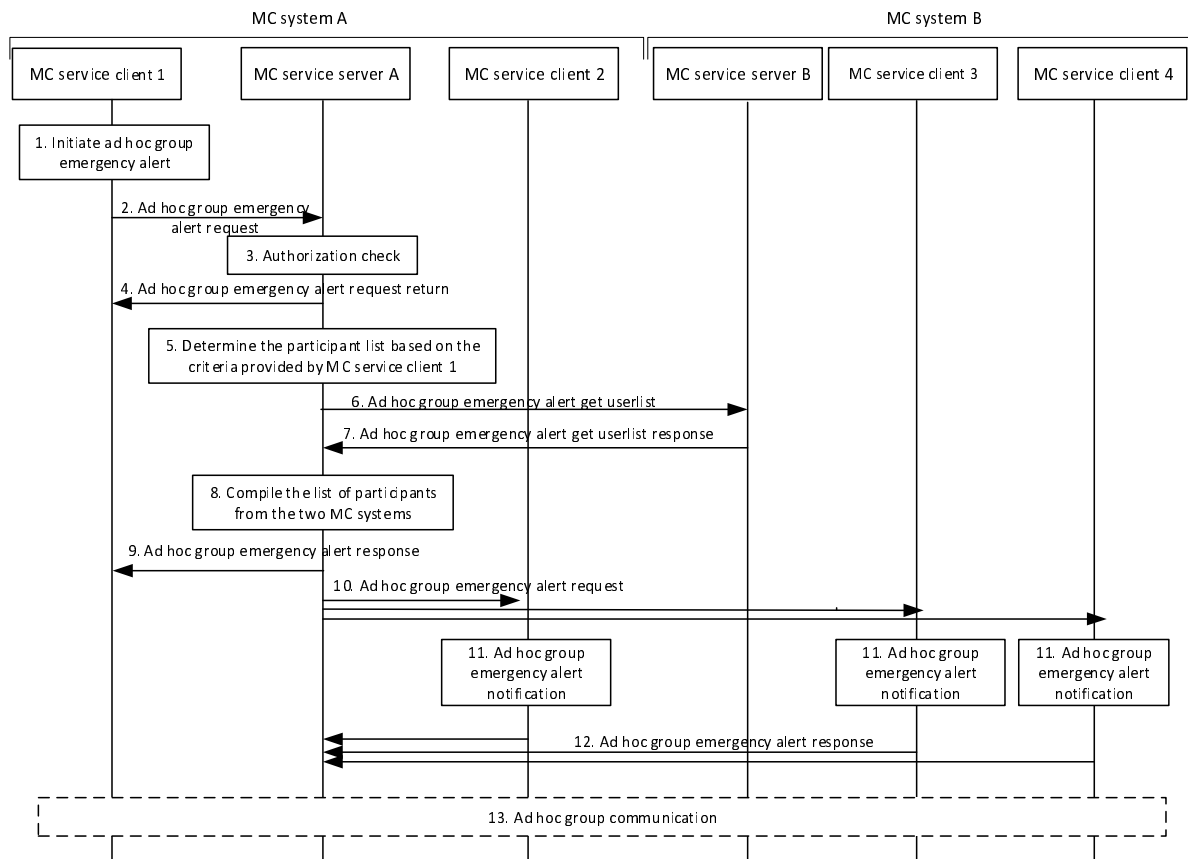 MC system A
MC system B
MC service client 1
MC service server A
MC service client 2
MC service server B
MC service client 3
MC service client 4
1. Initiate ad hoc group
emergency alert
2. Ad hoc group emergency
alert request
3. Authorization check
4. Ad hoc group emergency alert request return
5. Determine the participant list based on the
criteria provided by MC service client 1
6. Ad hoc group emergency alert get userlist
7. Ad hoc group emergency alert get userlist response
8. Compile the list of participants
from the two MC systems
9. Ad hoc group emergency alert response
10. Ad hoc group emergency alert request
11. Ad hoc group
emergency alert
notification
11. Ad hoc group
emergency alert
notification
11. Ad hoc group
emergency alert
notification
12. Ad hoc group emergency alert response
13. Ad hoc group communication